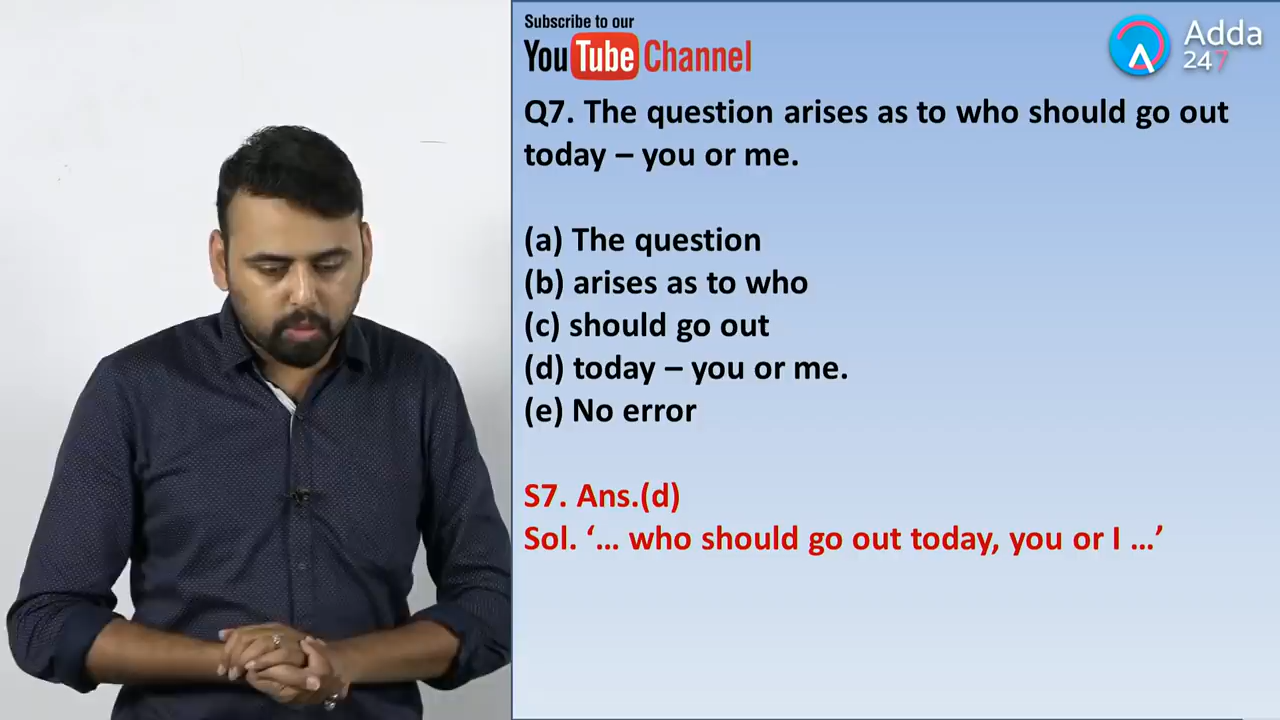 Subscribe to our
YouTube Channel
Adda
247
Q7. The question arises as to who should go out
today – you or me.
(a) The question
(b) arises as to who
(c) should go out
(d) today – you or me.
(e) No error
S7. Ans.(d)
Sol. ‘… who should go out today, you or I …’